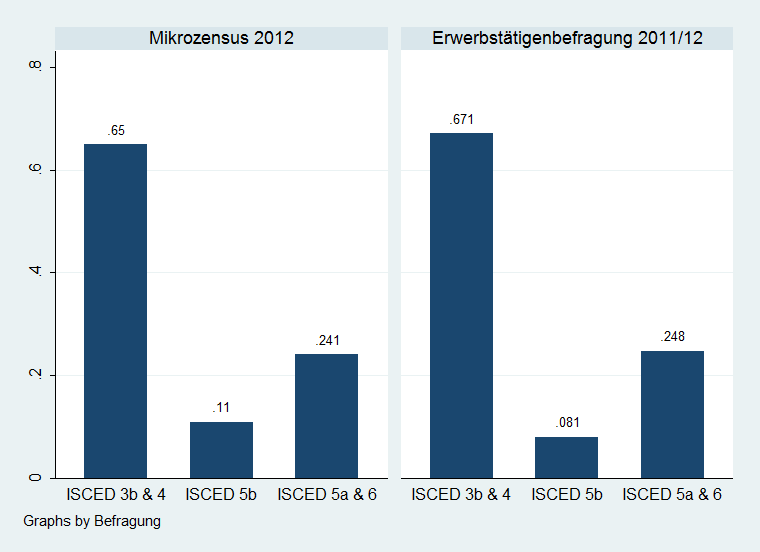 Mikrozensus 2012
Erwerbstätigenbefragung 2011/12
.8
.6
.4
.2
0
.65
.11
.241
.671
.081
.248
ISCED 3b & 4
ISCED 5b
ISCED 5a & 6
ISCED 3b & 4
ISCED 5b
ISCED 5a & 6
Graphs by Befragung